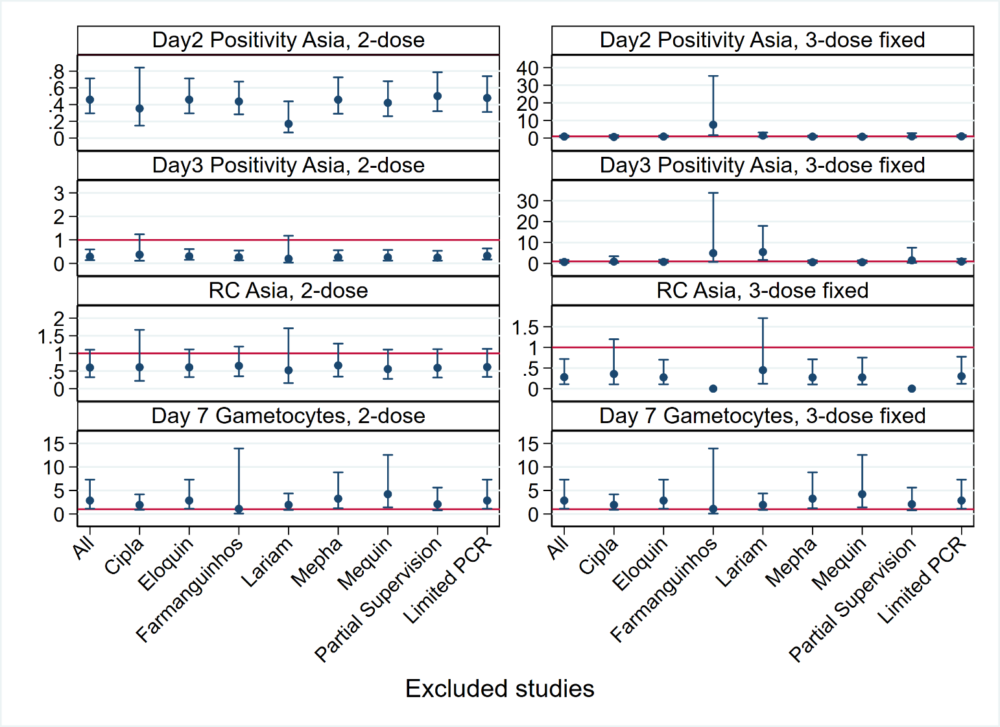 Day2 Positivity Asia, 2-dose
.8
.6
.4
.2
0
Day2 Positivity Asia, 3-dose fixed
40
30
20
10
0
Day3 Positivity Asia, 2-dose
3
2
1
0
Day3 Positivity Asia, 3-dose fixed
30
20
10
0
RC Asia, 2-dose
2
1.5
1
.5
0
RC Asia, 3-dose fixed
1.5
1
.5
0
Day 7 Gametocytes, 2-dose
15
10
5
0
Day 7 Gametocytes, 3-dose fixed
15
10
5
0
All
Cipla
Eloquin
Farmanguinhos
Lariam
Mepha
Mequin
Partial Supervision
Limited PCR
All
Cipla
Eloquin
Farmanguinhos
Lariam
Mepha
Mequin
Partial Supervision
Limited PCR
Excluded studies